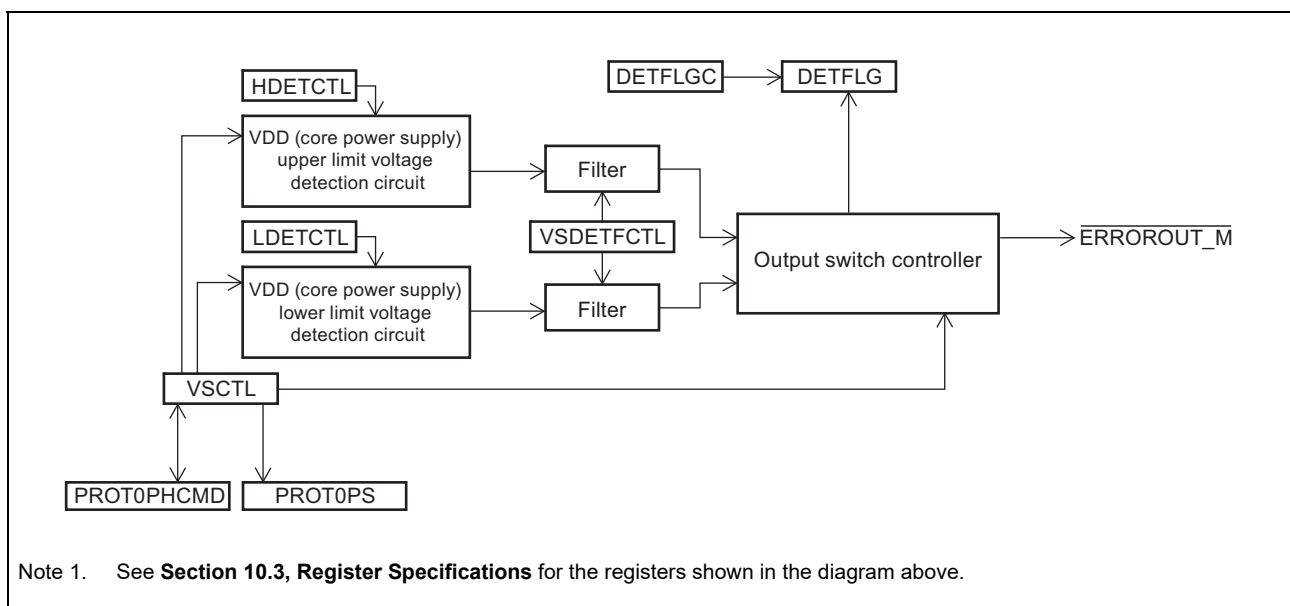 DETFLGC
DETFLG
HDETCTL
VDD (core power supply)
upper limit voltage
detection circuit
Filter
LDETCTL
VSDETFCTL
VDD (core power supply)
lower limit voltage
detection circuit
Filter
Output switch controller
ERROROUT_M
VSCTL
PROT0PHCMD
PROT0PS
Note 1. See Section 10.3, Register Specifications for the registers shown in the diagram above.